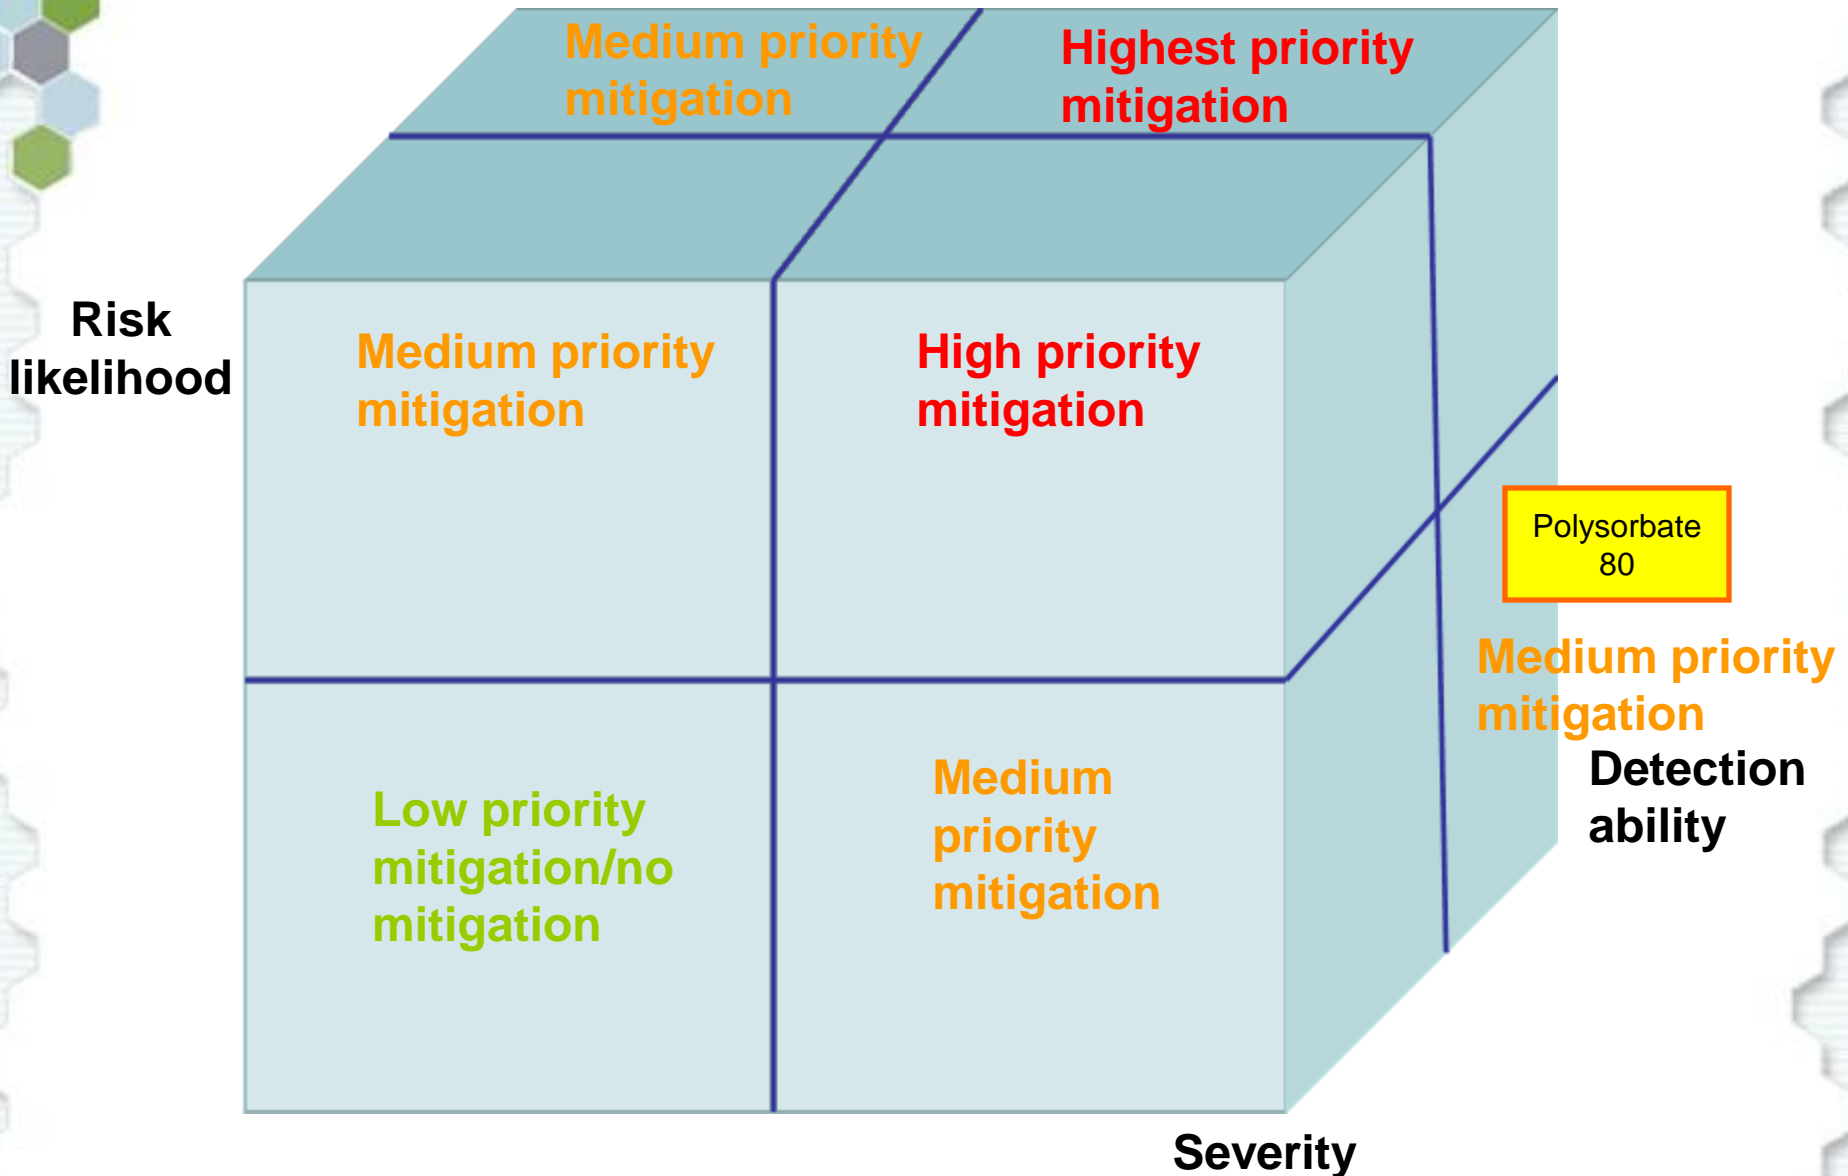 Medium priority
mitigation
Highest priority
mitigation
Risk
likelihood
Medium priority
mitigation
High priority
mitigation
Polysorbate
80
Medium priority
mitigation
Detection
ability
Low priority
mitigation/no
mitigation
Medium
priority
mitigation
Severity